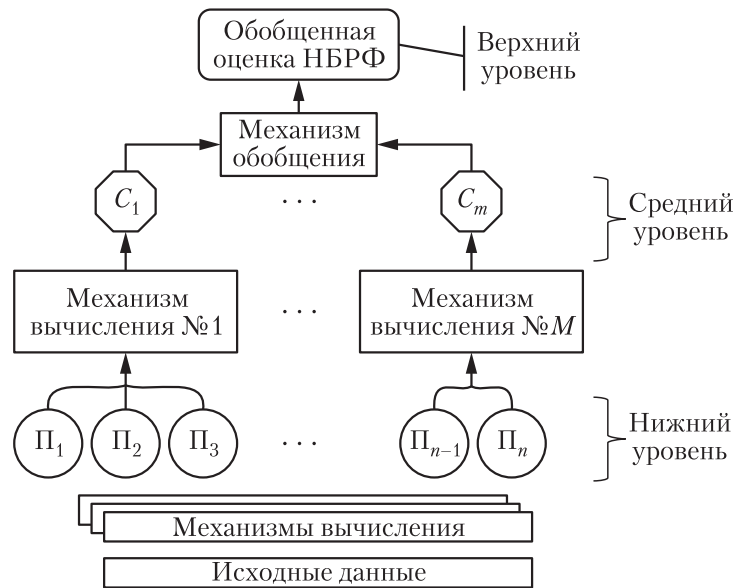 Обобщенная
оценка НБРФ
Верхний
уровень
Механизм
обобщения
C1
...
Cm
Средний
уровень
Механизм
вычисления №1
...
Механизм
вычисления №M
П1
П2
П3
...
Пn−1
Пn
Нижний
уровень
Механизмы вычисления
Исходные данные